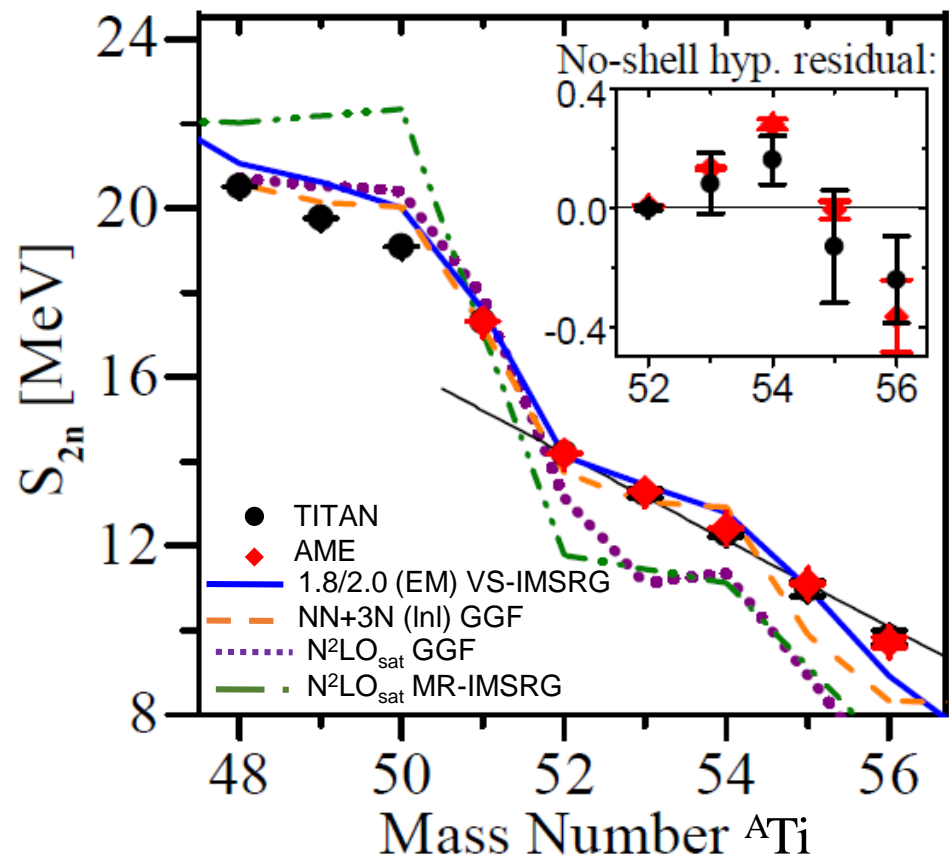 24
20
16
12
8
S2n [MeV]
48 50 52 54 56
Mass Number ᴬTi
No-shell hyp. residual:
0.4
0.0
-0.4
52 54 56
TITAN
AME
1.8/2.0 (EM) VS-IMSRG
NN+3N (lnl) GGF
N²LOsat GGF
N²LOsat MR-IMSRG